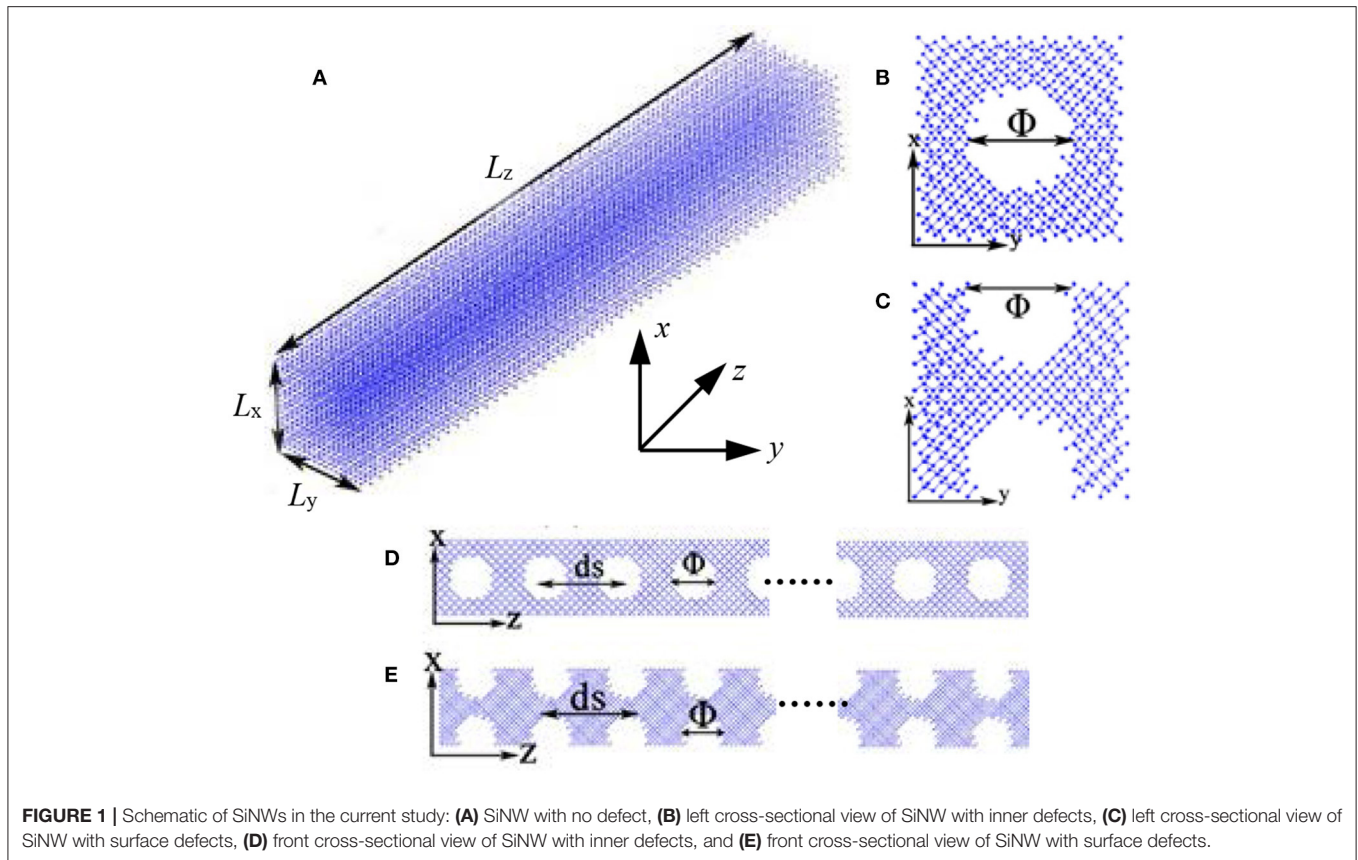 A
L_z
L_x
L_y
x
z
y
B
Φ
x
y
C
Φ
x
y
D
X
ds
Φ
Z
E
X
ds
Φ
Z
FIGURE 1 | Schematic of SiNWs in the current study: (A) SiNW with no defect, (B) left cross-sectional view of SiNW with inner defects, (C) left cross-sectional view of
SiNW with surface defects, (D) front cross-sectional view of SiNW with inner defects, and (E) front cross-sectional view of SiNW with surface defects.